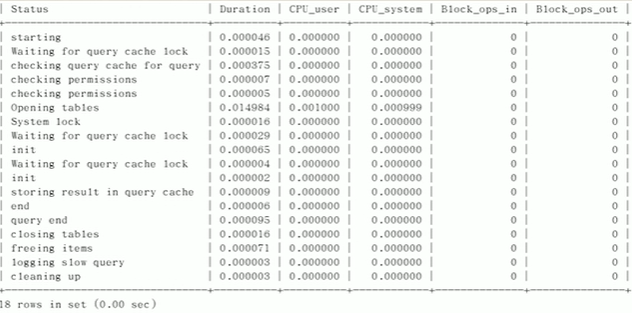 | Status | Duration | CPU_user | CPU_system | Block_ops_in | Block_ops_out |
| starting | 0.000046 | 0.000000 | 0.000000 | 0 | 0 |
| Waiting for query cache lock | 0.000015 | 0.000000 | 0.000000 | 0 | 0 |
| checking query cache for query | 0.000375 | 0.000000 | 0.000000 | 0 | 0 |
| checking permissions | 0.000007 | 0.000000 | 0.000000 | 0 | 0 |
| checking permissions | 0.000005 | 0.000000 | 0.000000 | 0 | 0 |
| Opening tables | 0.014984 | 0.001000 | 0.000999 | 0 | 0 |
| System lock | 0.000016 | 0.000000 | 0.000000 | 0 | 0 |
| Waiting for query cache lock | 0.000029 | 0.000000 | 0.000000 | 0 | 0 |
| init | 0.000065 | 0.000000 | 0.000000 | 0 | 0 |
| Waiting for query cache lock | 0.000004 | 0.000000 | 0.000000 | 0 | 0 |
| init | 0.000002 | 0.000000 | 0.000000 | 0 | 0 |
| storing result in query cache | 0.000009 | 0.000000 | 0.000000 | 0 | 0 |
| end | 0.000006 | 0.000000 | 0.000000 | 0 | 0 |
| query end | 0.000095 | 0.000000 | 0.000000 | 0 | 0 |
| closing tables | 0.000016 | 0.000000 | 0.000000 | 0 | 0 |
| freeing items | 0.000071 | 0.000000 | 0.000000 | 0 | 0 |
| logging slow query | 0.000003 | 0.000000 | 0.000000 | 0 | 0 |
| cleaning up | 0.000003 | 0.000000 | 0.000000 | 0 | 0 |
18 rows in set (0.00 sec)